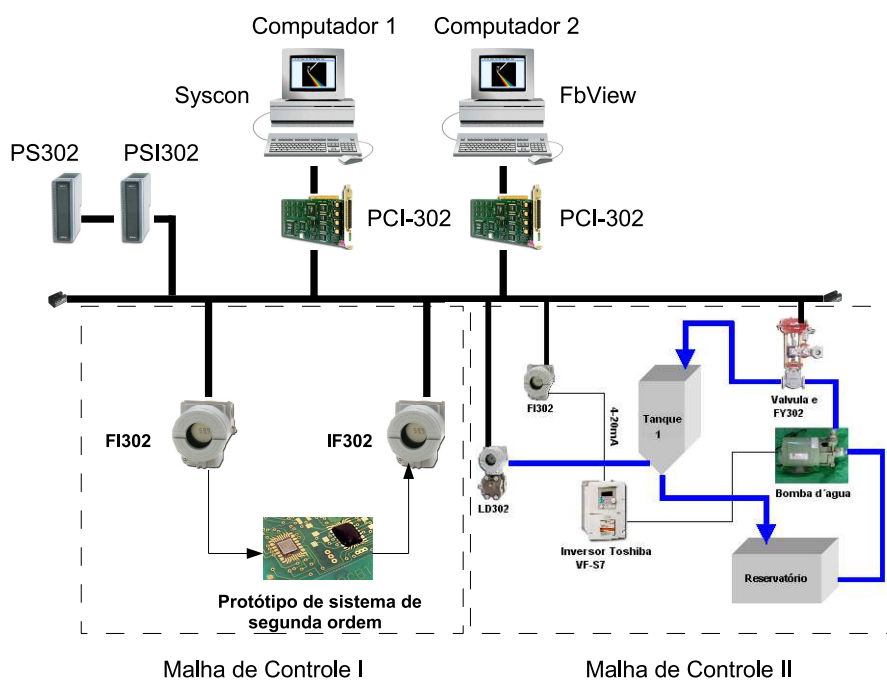 Computador 1
Computador 2
Syscon
FbView
PS302
PSI302
PCI-302
PCI-302
FI302
IF302
Protótipo de sistema de
segunda ordem
Malha de Controle I
FI302
4-20mA
Tanque
1
Valvula e
FY302
LD302
Bomba d´agua
Inversor Toshiba
VF-S7
Reservatório
Malha de Controle II